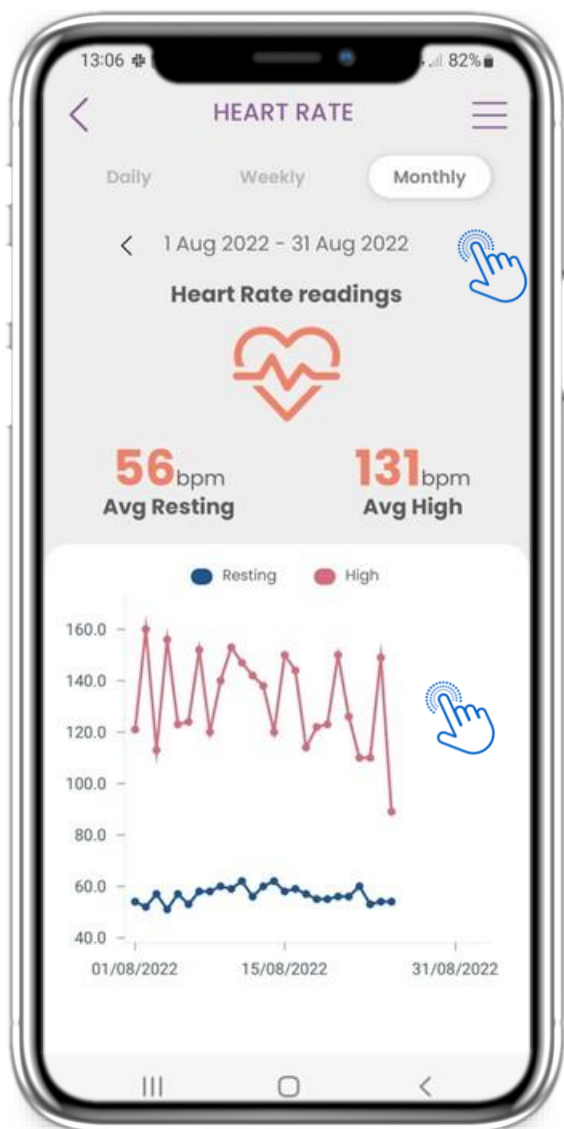 13:06 82%
HEART RATE
Daily Weekly Monthly
1 Aug 2022 - 31 Aug 2022
Heart Rate readings
56bpm 131bpm
Avg Resting Avg High
Resting High
160.0
140.0
120.0
100.0
80.0
60.0
40.0
01/08/2022 15/08/2022 31/08/2022